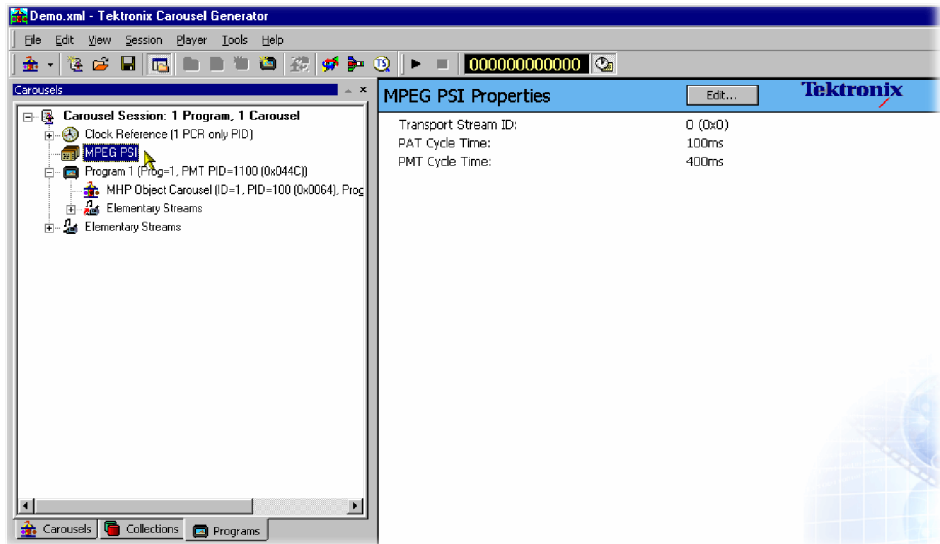 Demo.xml - Tektronix Carousel Generator
File Edit View Session Player Tools Help
000000000000
Carousels
MPEG PSI Properties
Edit...
Tektronix
Carousel Session: 1 Program, 1 Carousel
Clock Reference (1 PCR only PID)
MPEG PSI
Program 1 (Prog=1, PMT PID=1100 (0x044C))
MHP Object Carousel (ID=1, PID=100 (0x0064), Prog
Elementary Streams
Elementary Streams
Transport Stream ID: 0 (0x0)
PAT Cycle Time: 100ms
PMT Cycle Time: 400ms
Carousels Collections Programs